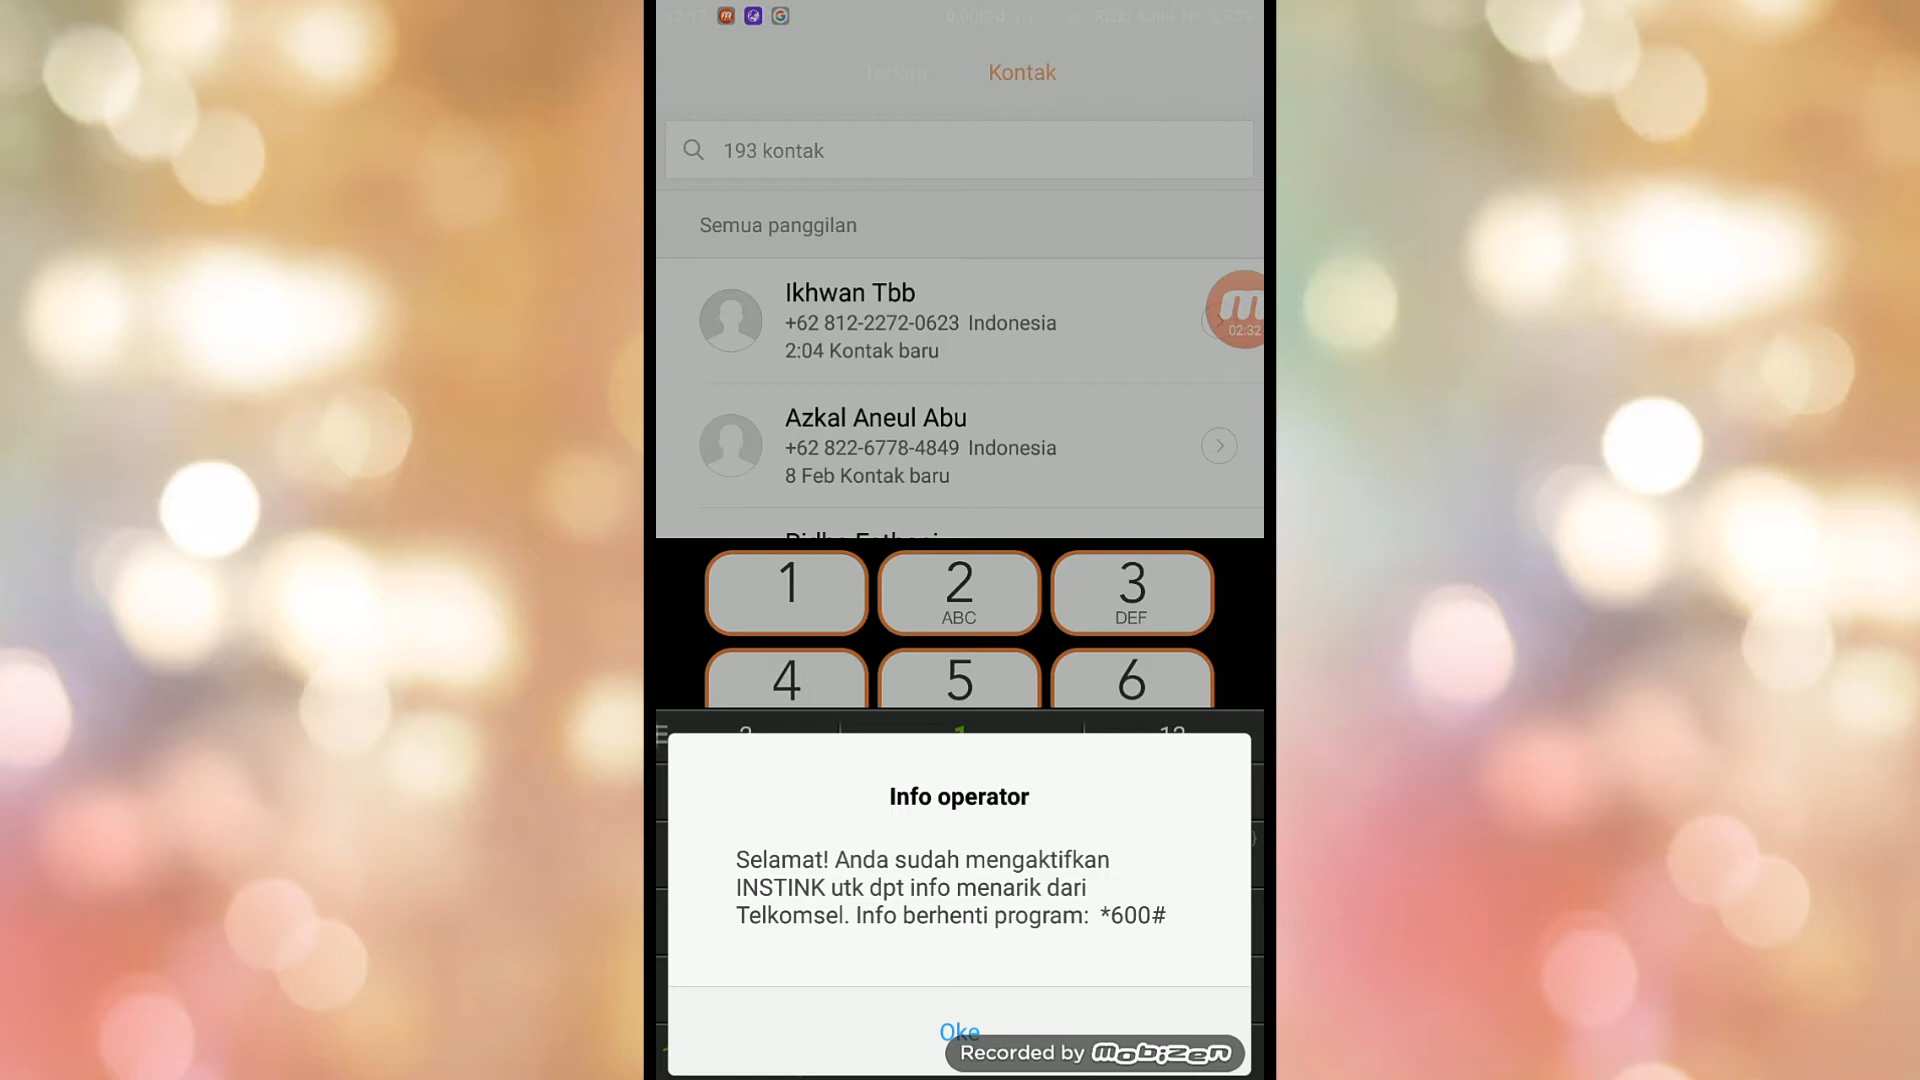 Kontak
193 kontak
Semua panggilan
Ikhwan Tbb
+62 812-2272-0623 Indonesia
2:04 Kontak baru
m
02:32
Azkal Aneul Abu
+62 822-6778-4849 Indonesia
8 Feb Kontak baru
1
2
ABC
3
DEF
4
5
6
Info operator
Selamat! Anda sudah mengaktifkan
INSTINK utk dpt info menarik dari
Telkomsel. Info berhenti program: *600#
Oke
Recorded by mobizen